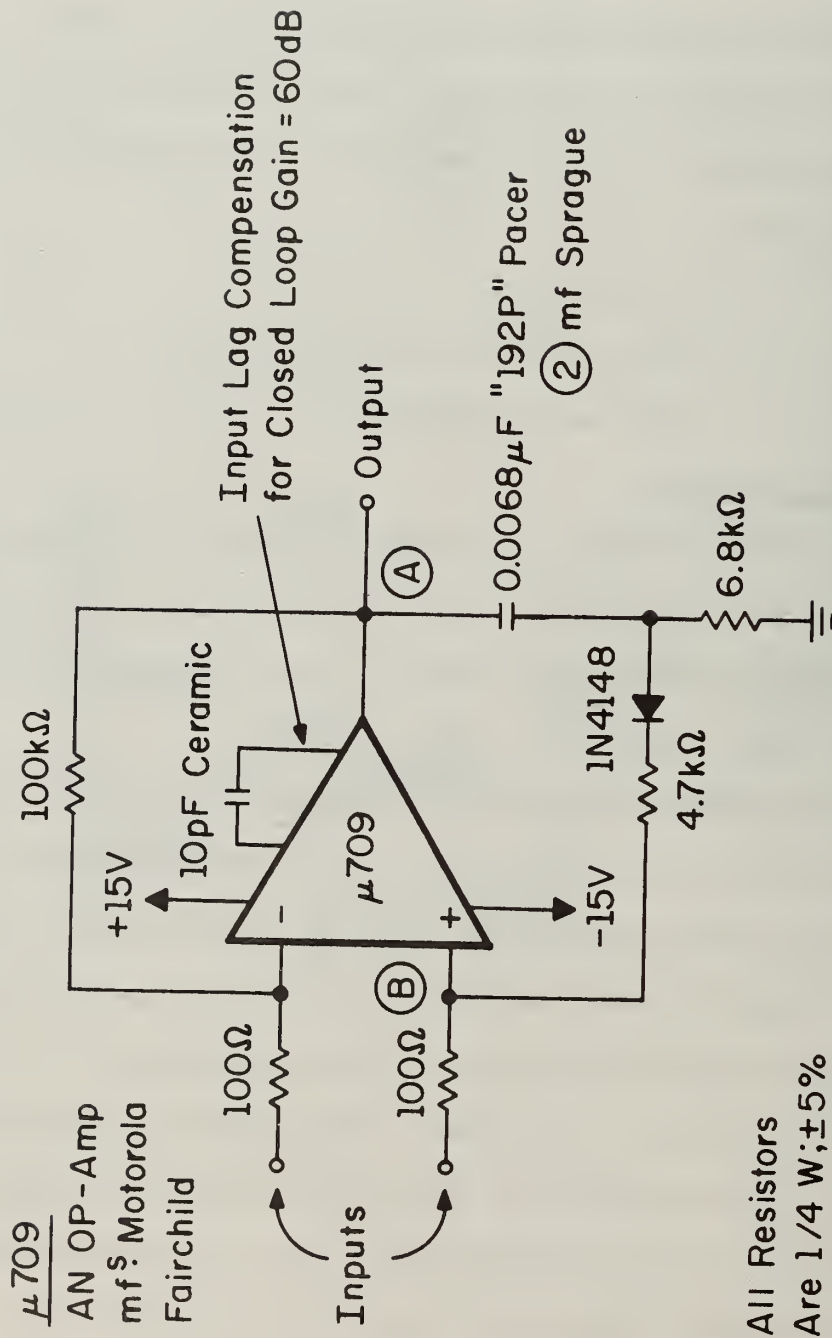 μ709
AN OP-Amp
mfs. Motorola
Fairchild
100kΩ
+15V
10pF Ceramic
Input Lag Compensation
for Closed Loop Gain = 60dB
100Ω
-
μ709
A
Output
Inputs
100Ω
B
+
-15V
0.0068μF "192P" Pacer
2 mf Sprague
1N4148
4.7kΩ
6.8kΩ
All Resistors
Are 1/4 W;±5%